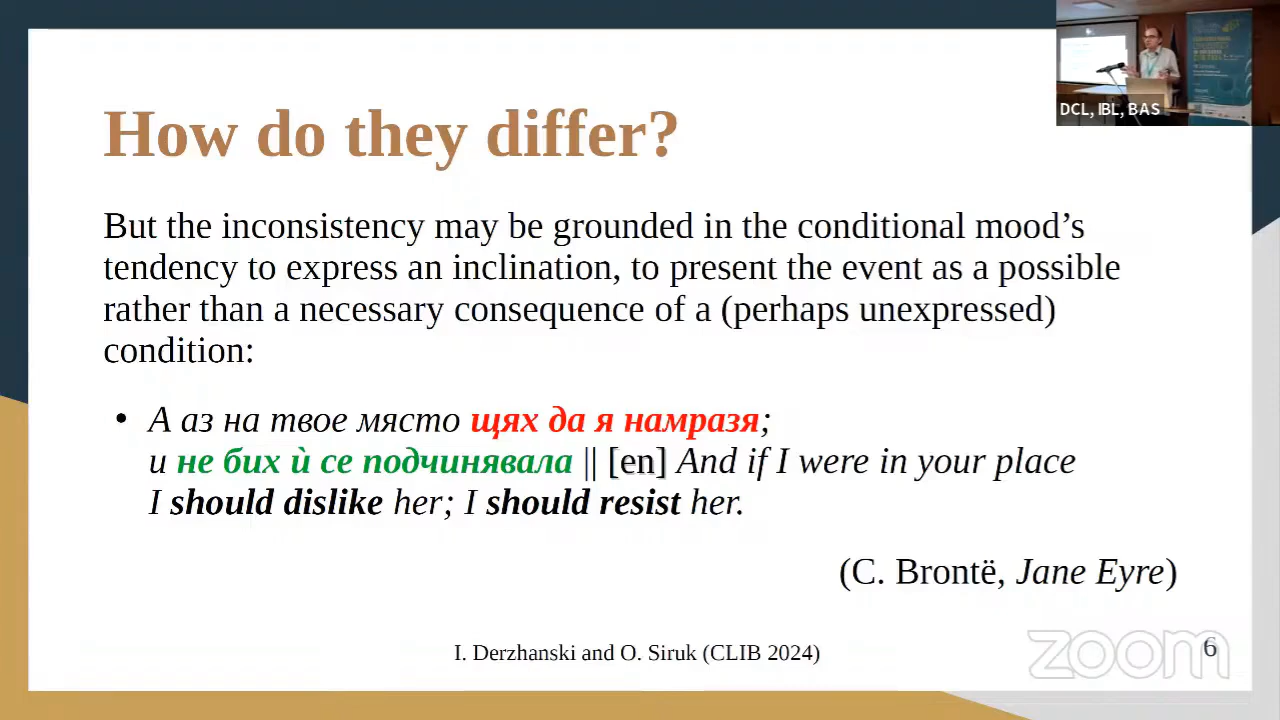 DCL, IBL, BAS
How do they differ?
But the inconsistency may be grounded in the conditional mood’s
tendency to express an inclination, to present the event as a possible
rather than a necessary consequence of a (perhaps unexpressed)
condition:
• А аз на твое място щях да я намразя;
и не бих ѝ се подчинявала || [en] And if I were in your place
I should dislike her; I should resist her.
(C. Brontë, Jane Eyre)
I. Derzhanski and O. Siruk (CLIB 2024)
zoom
6